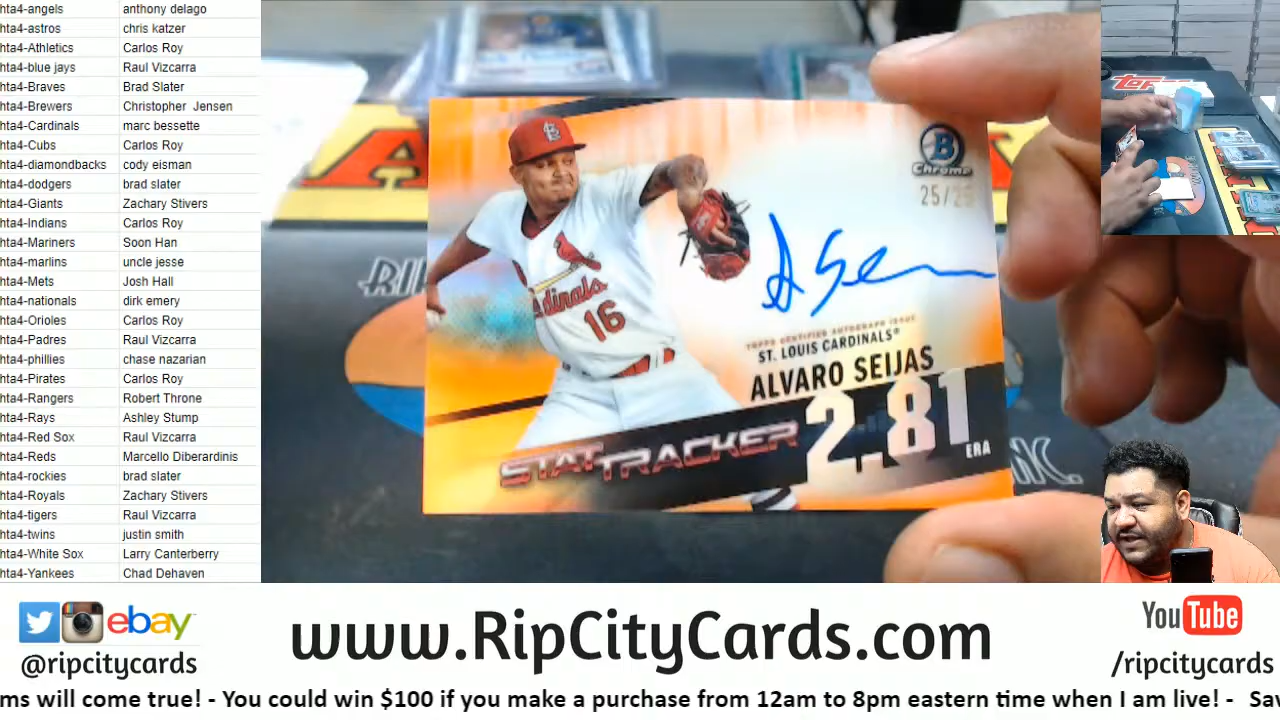 hta4-angels anthony delago
hta4-astros chris katzer
hta4-Athletics Carlos Roy
hta4-blue jays Raul Vizcarra
hta4-Braves Brad Slater
hta4-Brewers Christopher Jensen
hta4-Cardinals marc bessette
hta4-Cubs Carlos Roy
hta4-diamondbacks cody eisman
hta4-dodgers brad slater
hta4-Giants Zachary Stivers
hta4-Indians Carlos Roy
hta4-Mariners Soon Han
hta4-marlins uncle jesse
hta4-Mets Josh Hall
hta4-nationals dirk emery
hta4-Orioles Carlos Roy
hta4-Padres Raul Vizcarra
hta4-phillies chase nazarian
hta4-Pirates Carlos Roy
hta4-Rangers Robert Throne
hta4-Rays Ashley Stump
hta4-Red Sox Raul Vizcarra
hta4-Reds Marcello Diberardinis
hta4-rockies brad slater
hta4-Royals Zachary Stivers
hta4-tigers Raul Vizcarra
hta4-twins justin smith
hta4-White Sox Larry Canterberry
hta4-Yankees Chad Dehaven
B
Chrome
25/25
Cardinals
16
TOPPS CERTIFIED AUTOGRAPH ISSUE
ST. LOUIS CARDINALS®
ALVARO SEIJAS
STAT TRACKER
2.81
ERA
Topps
ebay
@ripcitycards
www.RipCityCards.com
YouTube
/ripcitycards
ms will come true! - You could win $100 if you make a purchase from 12am to 8pm eastern time when I am live! - Sav